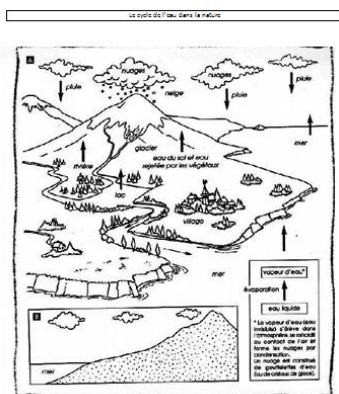 Le cycle de l'eau dans la nature
A
nuages
nuages
pluie
neige
pluie
pluie
mer
glacier
eau du sol et eau
rejetée par les végétaux
rivière
lac
village
mer
vapeur d'eau*
évaporation
eau liquide
B
mer
* La vapeur d'eau (eau
invisible) s'élève dans
l'atmosphère, se refroidit
au contact de l'air et
forme les nuages par
condensation.
Un nuage est constitué
de gouttelettes d'eau
(ou de cristaux de glace).